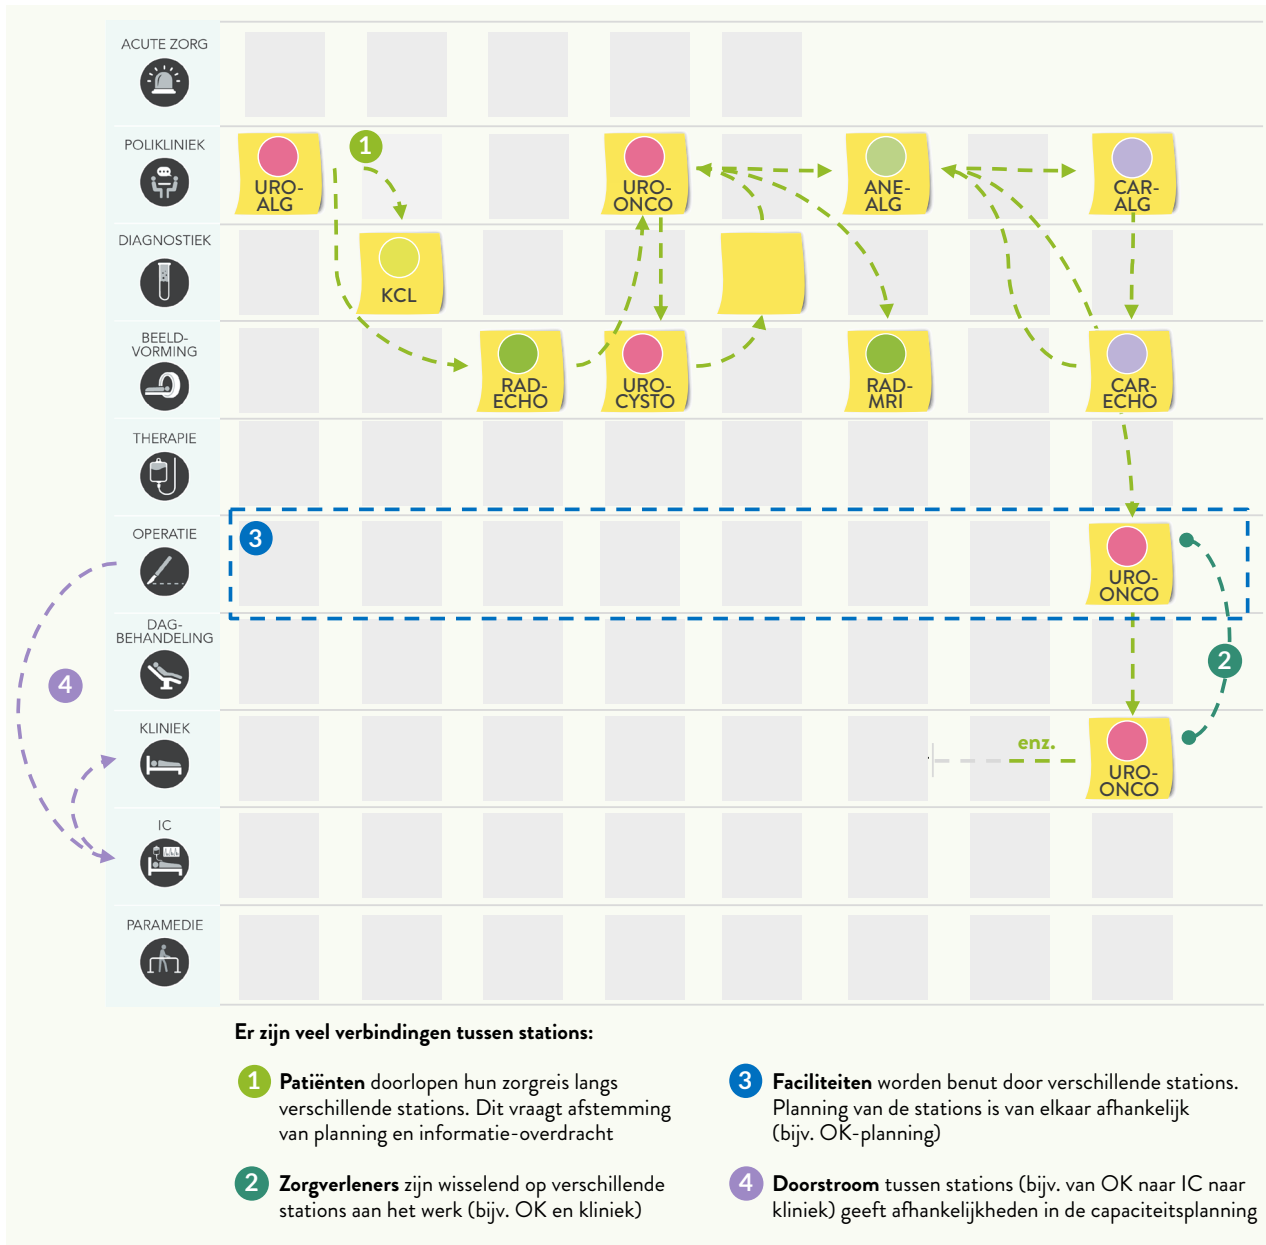 ACUTE ZORG
POLIKLINIEK
1
URO-
ALG
URO-
ONCO
ANE-
ALG
CAR-
ALG
DIAGNOSTIEK
KCL
BEELD-
VORMING
RAD-
ECHO
URO-
CYSTO
RAD-
MRI
CAR-
ECHO
THERAPIE
OPERATIE
3
URO-
ONCO
DAG-
BEHANDELING
4
2
KLINIEK
enz.
URO-
ONCO
IC
PARAMEDIE
Er zijn veel verbindingen tussen stations:
1 Patiënten doorlopen hun zorgreis langs
verschillende stations. Dit vraagt afstemming
van planning en informatie-overdracht
2 Zorgverleners zijn wisselend op verschillende
stations aan het werk (bijv. OK en kliniek)
3 Faciliteiten worden benut door verschillende stations.
Planning van de stations is van elkaar afhankelijk
(bijv. OK-planning)
4 Doorstroom tussen stations (bijv. van OK naar IC naar
kliniek) geeft afhankelijkheden in de capaciteitsplanning